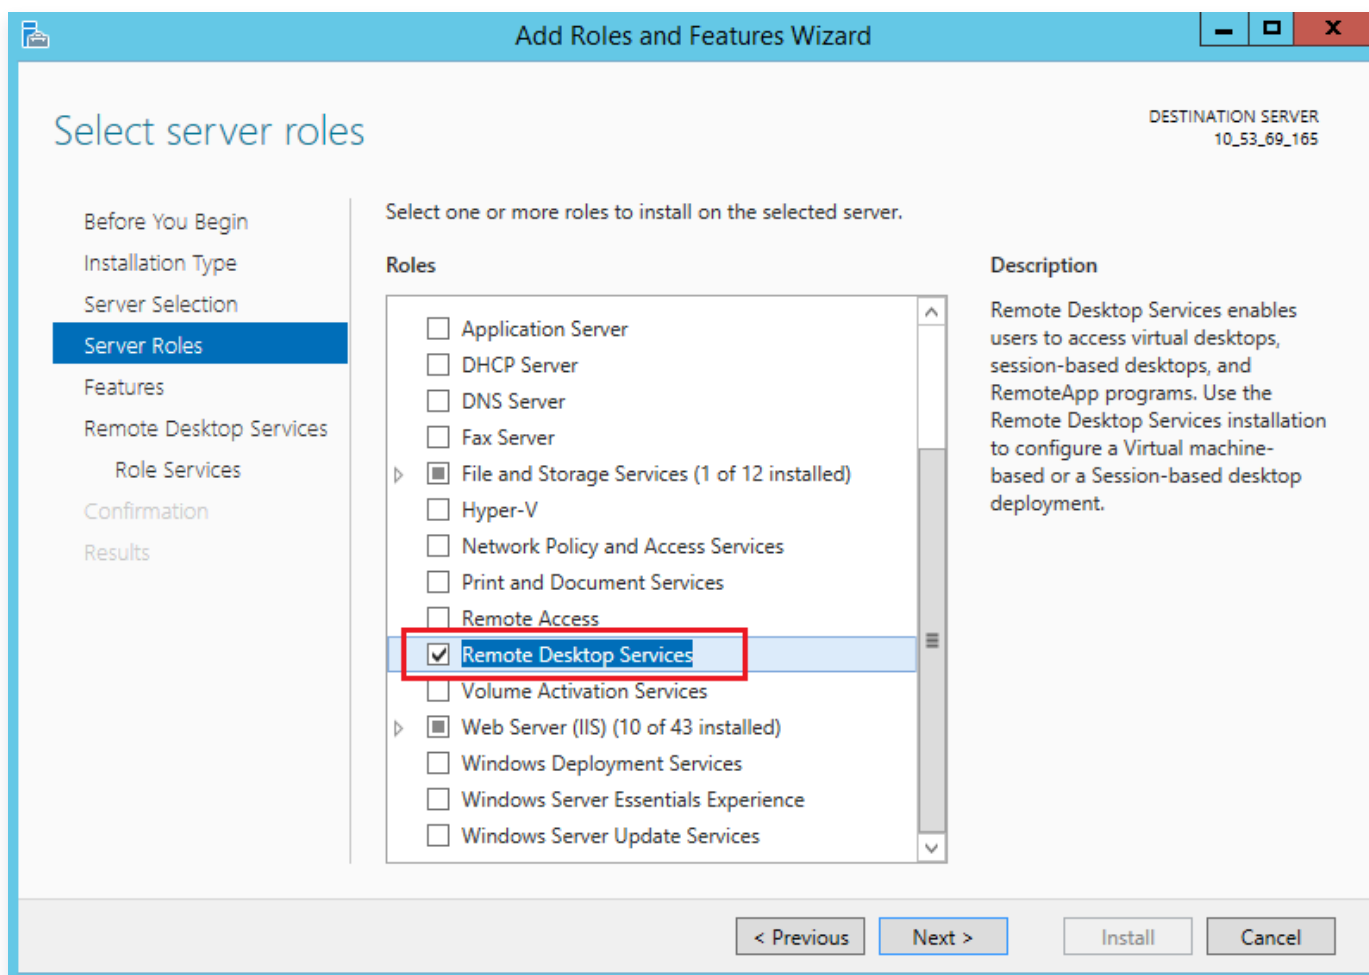 Add Roles and Features Wizard
Select server roles
DESTINATION SERVER
10_53_69_165
Before You Begin
Installation Type
Server Selection
Server Roles
Features
Remote Desktop Services
Role Services
Confirmation
Results
Select one or more roles to install on the selected server.
Roles
Application Server
DHCP Server
DNS Server
Fax Server
File and Storage Services (1 of 12 installed)
Hyper-V
Network Policy and Access Services
Print and Document Services
Remote Access
Remote Desktop Services
Volume Activation Services
Web Server (IIS) (10 of 43 installed)
Windows Deployment Services
Windows Server Essentials Experience
Windows Server Update Services
Description
Remote Desktop Services enables
users to access virtual desktops,
session-based desktops, and
RemoteApp programs. Use the
Remote Desktop Services installation
to configure a Virtual machine-
based or a Session-based desktop
deployment.
< Previous
Next >
Install
Cancel